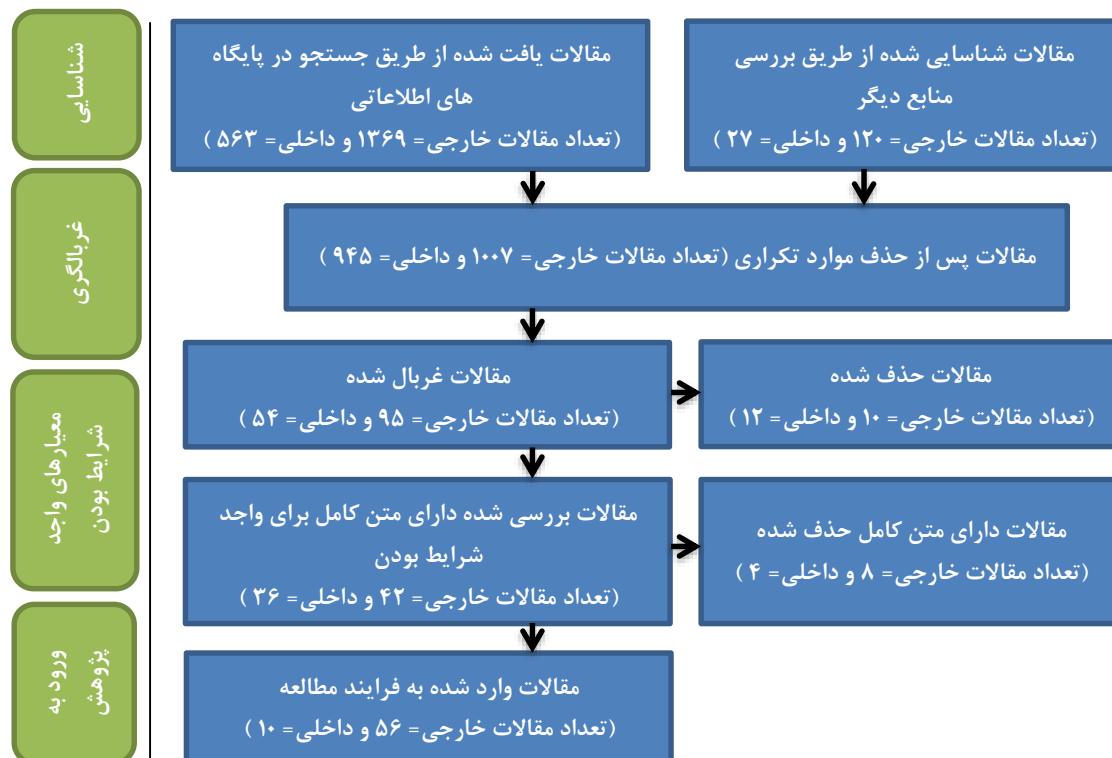 شناسایی
مقالات شناسایی شده از طریق بررسی
منابع دیگر
(تعداد مقالات خارجی= ۱۲۰ و داخلی= ۲۷ )
مقالات یافت شده از طریق جستجو در پایگاه
های اطلاعاتی
(تعداد مقالات خارجی= ۱۳۶۹ و داخلی= ۵۶۳ )
غربالگری
مقالات پس از حذف موارد تکراری (تعداد مقالات خارجی= ۱۰۰۷ و داخلی= ۹۴۵ )
معیارهای واجد
شرایط بودن
مقالات غربال شده
(تعداد مقالات خارجی= ۹۵ و داخلی= ۵۴ )
مقالات حذف شده
(تعداد مقالات خارجی= ۱۰ و داخلی= ۱۲ )
مقالات بررسی شده دارای متن کامل برای واجد
شرایط بودن
(تعداد مقالات خارجی= ۴۲ و داخلی= ۳۶ )
مقالات دارای متن کامل حذف شده
(تعداد مقالات خارجی= ۸ و داخلی= ۴ )
ورود به
پژوهش
مقالات وارد شده به فرایند مطالعه
(تعداد مقالات خارجی= ۵۶ و داخلی= ۱۰ )